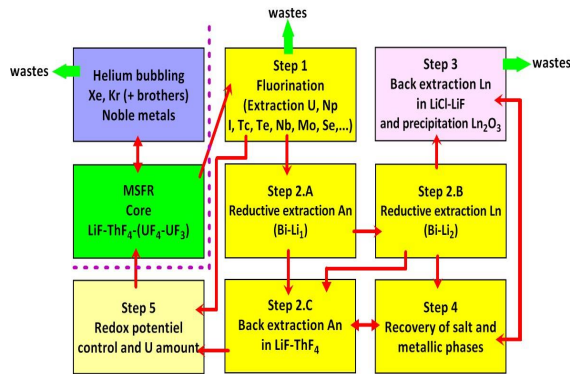 wastes
wastes
Helium bubbling
Xe, Kr (+ brothers)
Noble metals
Step 1
Fluorination
(Extraction U, Np
I, Tc, Te, Nb, Mo, Se,...)
Step 3
Back extraction Ln
in LiCl-LiF
and precipitation Ln₂O₃
wastes
MSFR
Core
LiF-ThF₄-(UF₄-UF₃)
Step 2.A
Reductive extraction An
(Bi-Li₁)
Step 2.B
Reductive extraction Ln
(Bi-Li₂)
Step 5
Redox potentiel
control and U amount
Step 2.C
Back extraction An
in LiF-ThF₄
Step 4
Recovery of salt and
metallic phases